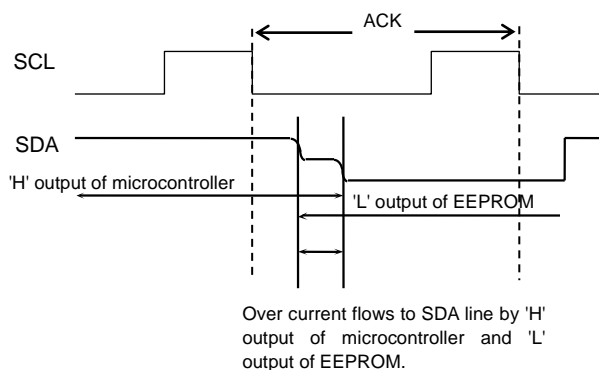 ACK
SCL
SDA
'H' output of microcontroller
'L' output of EEPROM
Over current flows to SDA line by 'H'
output of microcontroller and 'L'
output of EEPROM.